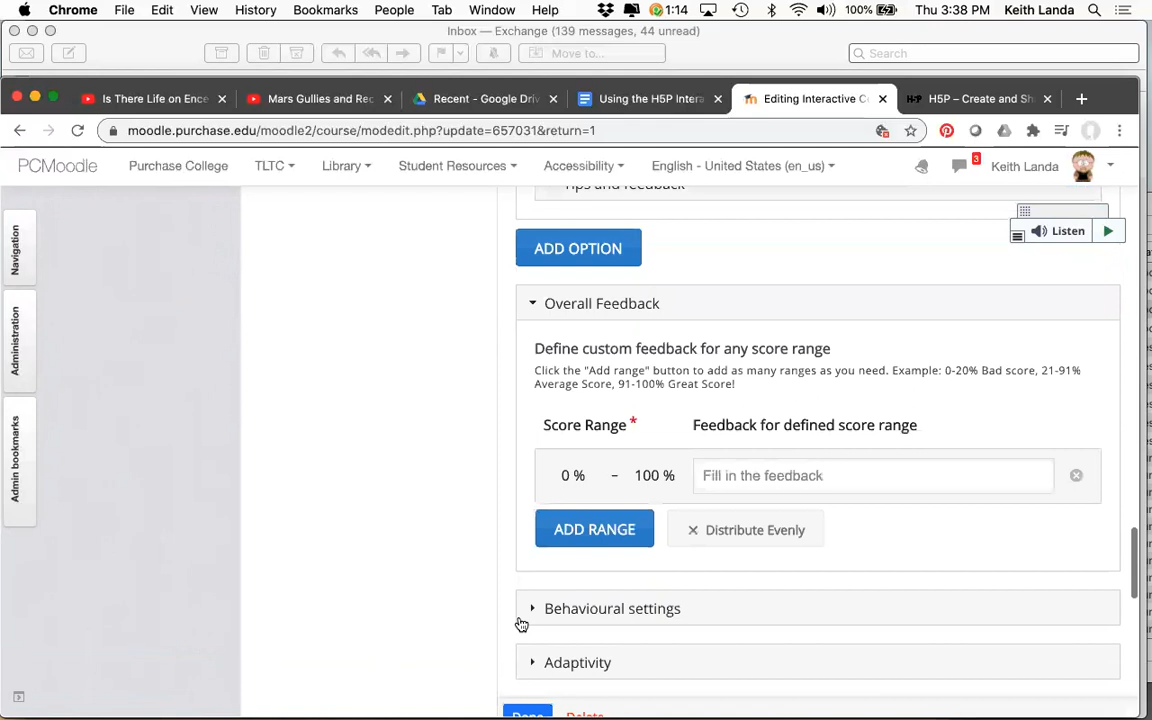 Chrome File Edit View History Bookmarks People Tab Window Help 1:14 100% Thu 3:38 PM Keith Landa
Inbox — Exchange (139 messages, 44 unread)
Move to... Search
Is There Life on Ence Mars Gullies and Rec Recent - Google Driv Using the H5P Intera Editing Interactive C H5P – Create and Sh
moodle.purchase.edu/moodle2/course/modedit.php?update=657031&return=1
PCMoodle Purchase College TLTC Library Student Resources Accessibility English - United States (en_us) 3 Keith Landa
Tips and feedback
Navigation
Listen
ADD OPTION
Administration
Overall Feedback
Define custom feedback for any score range
Click the "Add range" button to add as many ranges as you need. Example: 0-20% Bad score, 21-91%
Average Score, 91-100% Great Score!
Admin bookmarks
Score Range * Feedback for defined score range
0 % – 100 % Fill in the feedback
ADD RANGE Distribute Evenly
Behavioural settings
Adaptivity
Done Delete